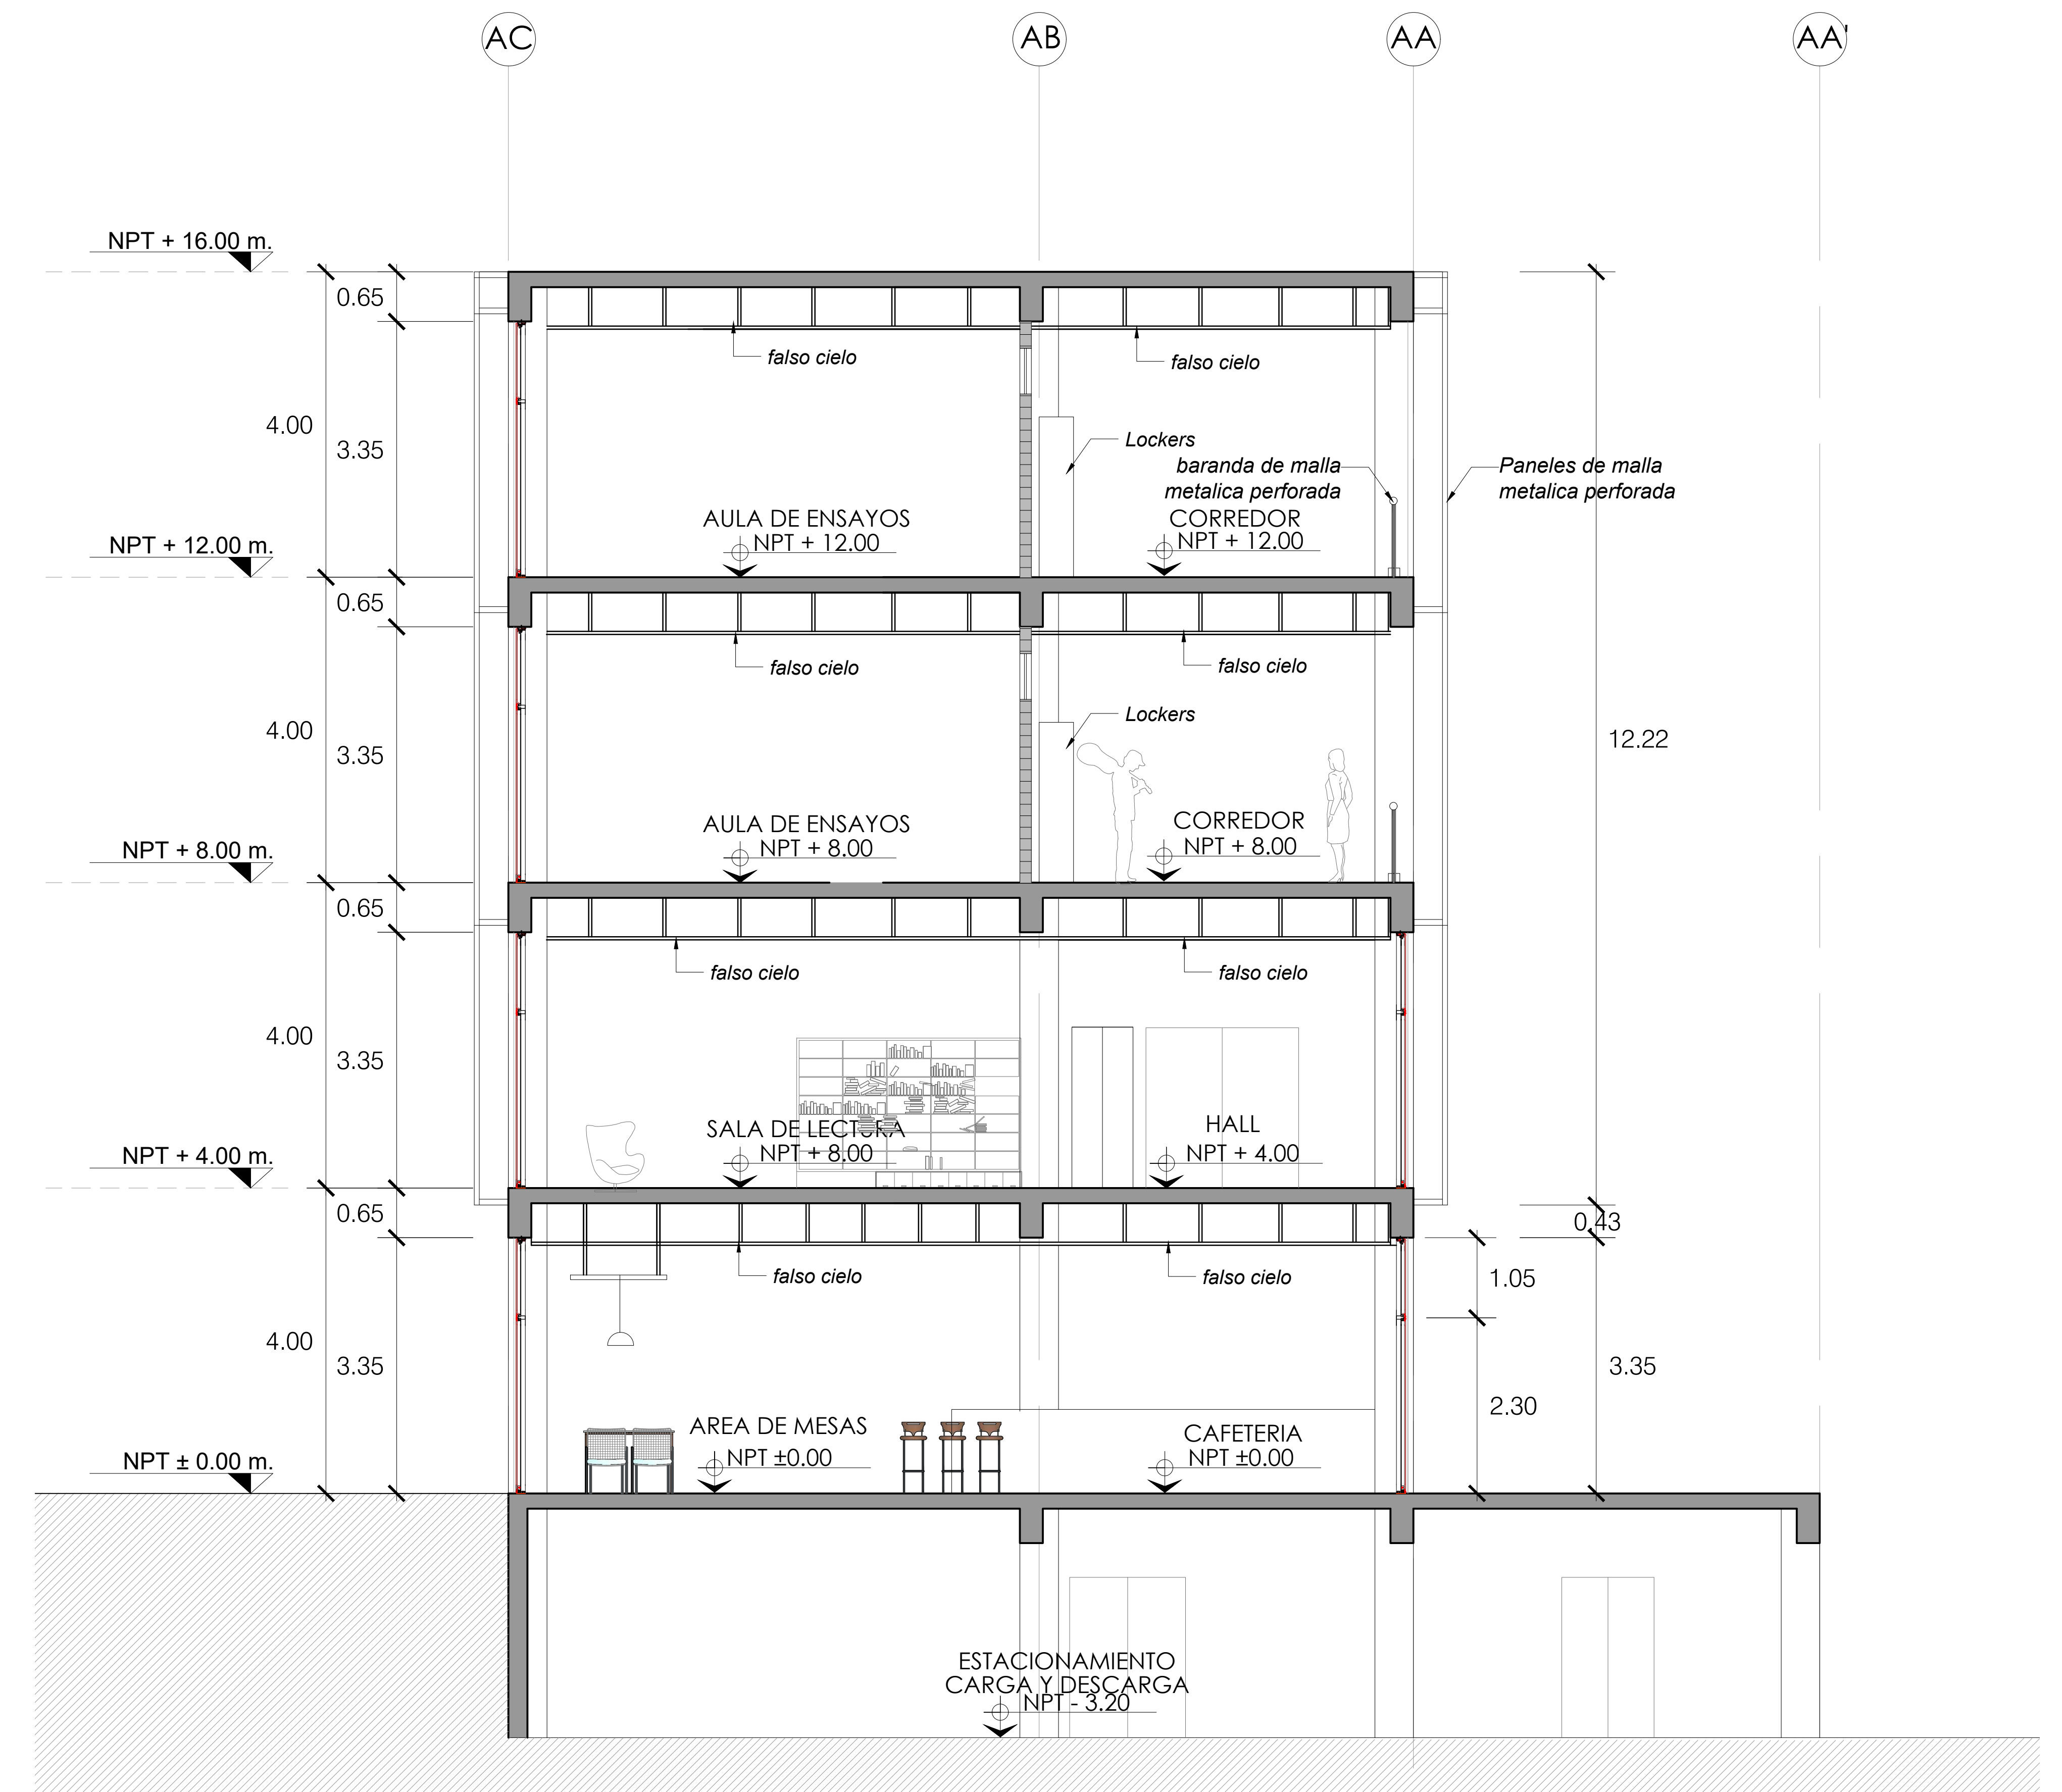 AC
AB
AA
AA'
NPT + 16.00 m.
0.65
falso cielo
falso cielo
4.00
3.35
Lockers
baranda de malla
metalica perforada
Paneles de malla
metalica perforada
AULA DE ENSAYOS
NPT + 12.00
CORREDOR
NPT + 12.00
NPT + 12.00 m.
0.65
falso cielo
falso cielo
4.00
3.35
Lockers
12.22
AULA DE ENSAYOS
NPT + 8.00
CORREDOR
NPT + 8.00
NPT + 8.00 m.
0.65
falso cielo
falso cielo
4.00
3.35
SALA DE LECTURA
NPT + 8.00
HALL
NPT + 4.00
NPT + 4.00 m.
0.65
0.43
falso cielo
falso cielo
1.05
4.00
3.35
3.35
2.30
AREA DE MESAS
NPT ±0.00
CAFETERIA
NPT ±0.00
NPT ± 0.00 m.
ESTACIONAMIENTO
CARGA Y DESCARGA
NPT - 3.20